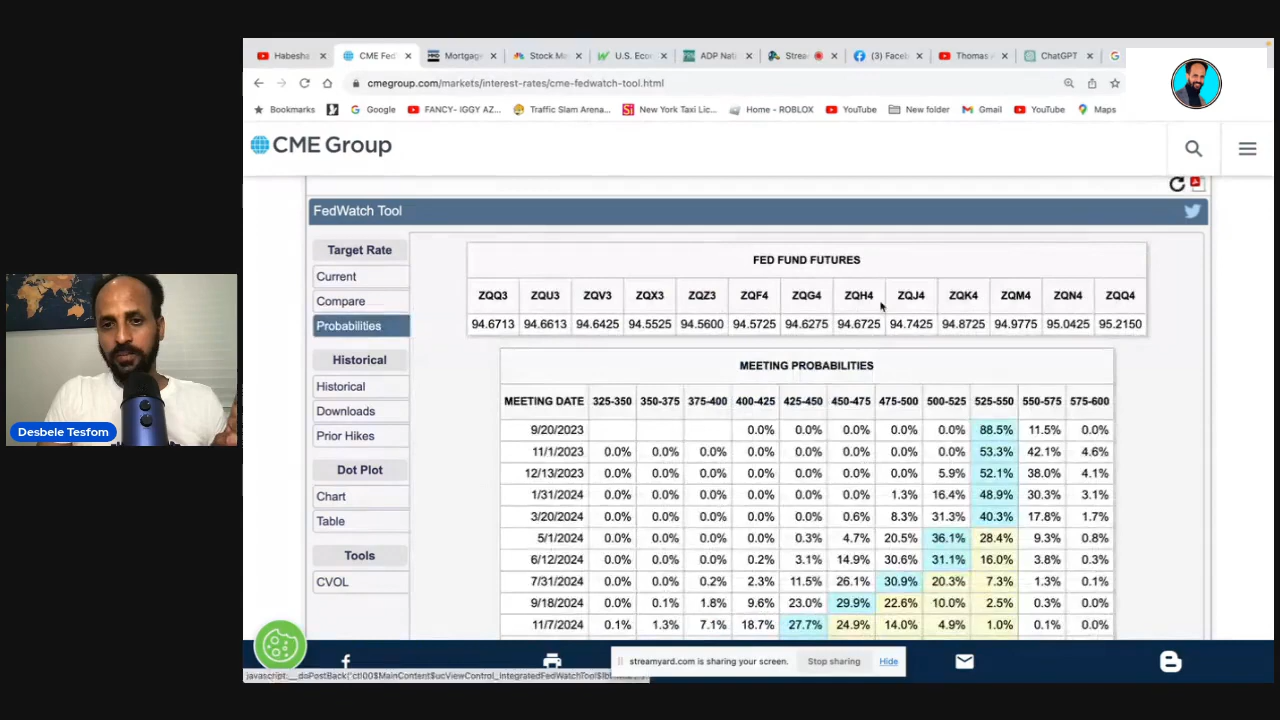 Habesha
CME Fed
Mortgage
Stock M
U.S. Eco
ADP Nati
Strea
(3) Faceb
Thomas A
ChatGPT
cmegroup.com/markets/interest-rates/cme-fedwatch-tool.html
Bookmarks
Google
FANCY- IGGY AZ...
Traffic Slam Arena...
New York Taxi Lic...
Home - ROBLOX
YouTube
New folder
Gmail
YouTube
Maps
CME Group
FedWatch Tool
Target Rate
Current
Compare
Probabilities
Historical
Historical
Downloads
Prior Hikes
Dot Plot
Chart
Table
Tools
CVOL
FED FUND FUTURES
ZQQ3 ZQU3 ZQV3 ZQX3 ZQZ3 ZQF4 ZQG4 ZQH4 ZQJ4 ZQK4 ZQM4 ZQN4 ZQQ4
94.6713 94.6613 94.6425 94.5525 94.5600 94.5725 94.6275 94.6725 94.7425 94.8725 94.9775 95.0425 95.2150
MEETING PROBABILITIES
MEETING DATE 325-350 350-375 375-400 400-425 425-450 450-475 475-500 500-525 525-550 550-575 575-600
9/20/2023 0.0% 0.0% 0.0% 0.0% 0.0% 88.5% 11.5% 0.0%
11/1/2023 0.0% 0.0% 0.0% 0.0% 0.0% 0.0% 0.0% 0.0% 53.3% 42.1% 4.6%
12/13/2023 0.0% 0.0% 0.0% 0.0% 0.0% 0.0% 0.0% 5.9% 52.1% 38.0% 4.1%
1/31/2024 0.0% 0.0% 0.0% 0.0% 0.0% 0.0% 1.3% 16.4% 48.9% 30.3% 3.1%
3/20/2024 0.0% 0.0% 0.0% 0.0% 0.0% 0.6% 8.3% 31.3% 40.3% 17.8% 1.7%
5/1/2024 0.0% 0.0% 0.0% 0.0% 0.3% 4.7% 20.5% 36.1% 28.4% 9.3% 0.8%
6/12/2024 0.0% 0.0% 0.0% 0.2% 3.1% 14.9% 30.6% 31.1% 16.0% 3.8% 0.3%
7/31/2024 0.0% 0.0% 0.2% 2.3% 11.5% 26.1% 30.9% 20.3% 7.3% 1.3% 0.1%
9/18/2024 0.0% 0.1% 1.8% 9.6% 23.0% 29.9% 22.6% 10.0% 2.5% 0.3% 0.0%
11/7/2024 0.1% 1.3% 7.1% 18.7% 27.7% 24.9% 14.0% 4.9% 1.0% 0.1% 0.0%
Desbele Tesfom
streamyard.com is sharing your screen.
Stop sharing
Hide